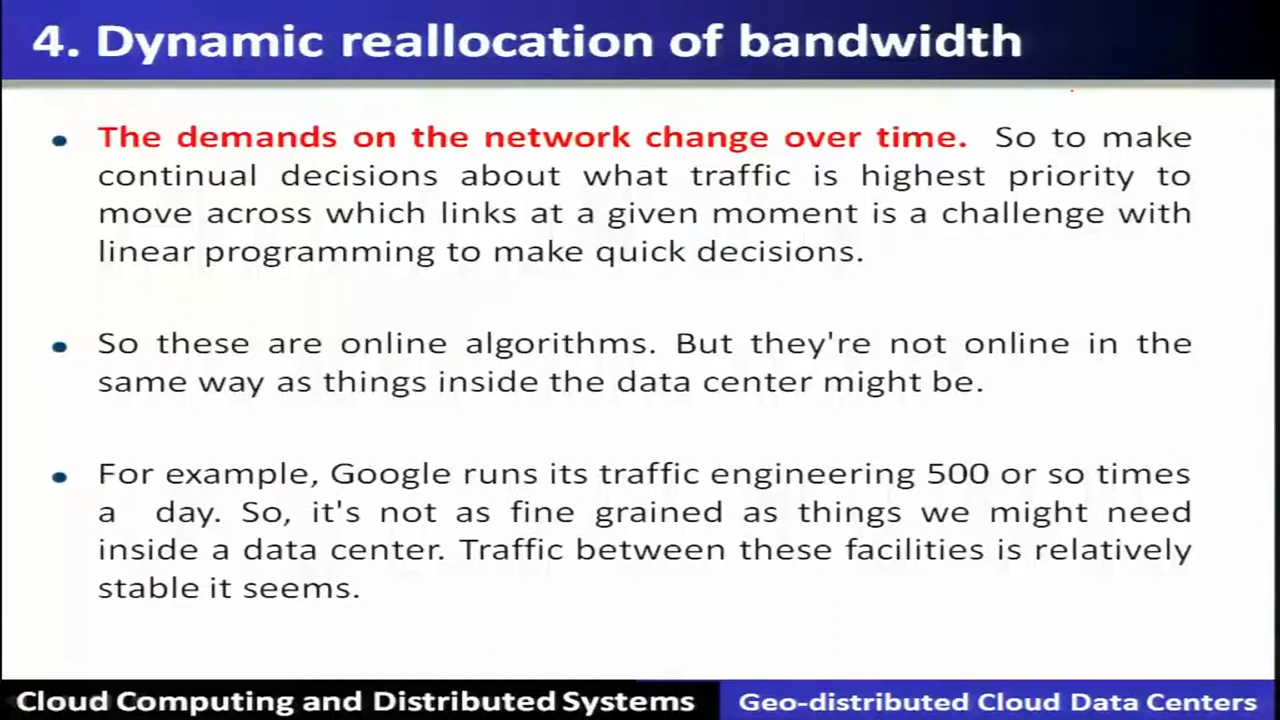 4. Dynamic reallocation of bandwidth
The demands on the network change over time. So to make
continual decisions about what traffic is highest priority to
move across which links at a given moment is a challenge with
linear programming to make quick decisions.
So these are online algorithms. But they're not online in the
same way as things inside the data center might be.
For example, Google runs its traffic engineering 500 or so times
a day. So, it's not as fine grained as things we might need
inside a data center. Traffic between these facilities is relatively
stable it seems.
Cloud Computing and Distributed Systems
Geo-distributed Cloud Data Centers